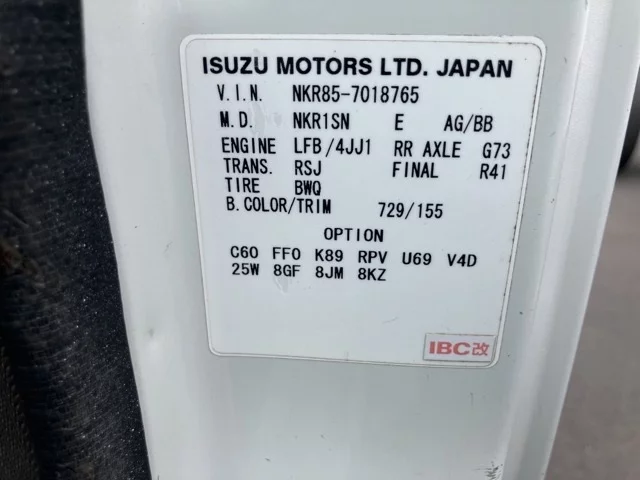 ISUZU MOTORS LTD. JAPAN
V.I.N. NKR85-7018765
M.D. NKR1SN E AG/BB
ENGINE LFB/4JJ1 RR AXLE G73
TRANS. RSJ FINAL R41
TIRE BWQ
B.COLOR/TRIM 729/155
OPTION
C60 FF0 K89 RPV U69 V4D
25W 8GF 8JM 8KZ
IBC改